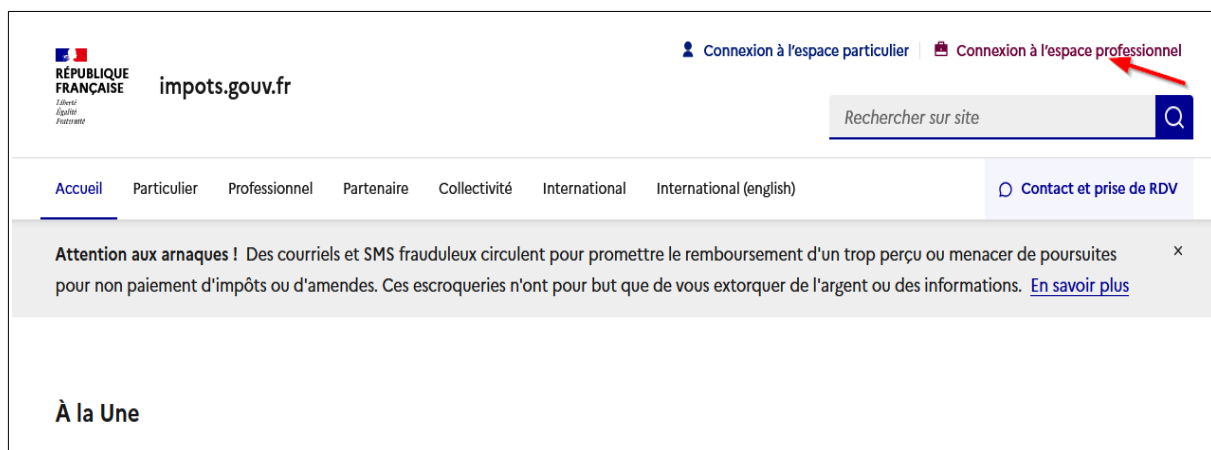 Connexion à l'espace particulier
Connexion à l'espace professionnel
RÉPUBLIQUE
FRANÇAISE
Liberté
Égalité
Fraternité
impots.gouv.fr
Rechercher sur site
Accueil Particulier Professionnel Partenaire Collectivité International International (english) Contact et prise de RDV
Attention aux arnaques ! Des courriels et SMS frauduleux circulent pour promettre le remboursement d'un trop perçu ou menacer de poursuites
pour non paiement d'impôts ou d'amendes. Ces escroqueries n'ont pour but que de vous extorquer de l'argent ou des informations. En savoir plus
À la Une